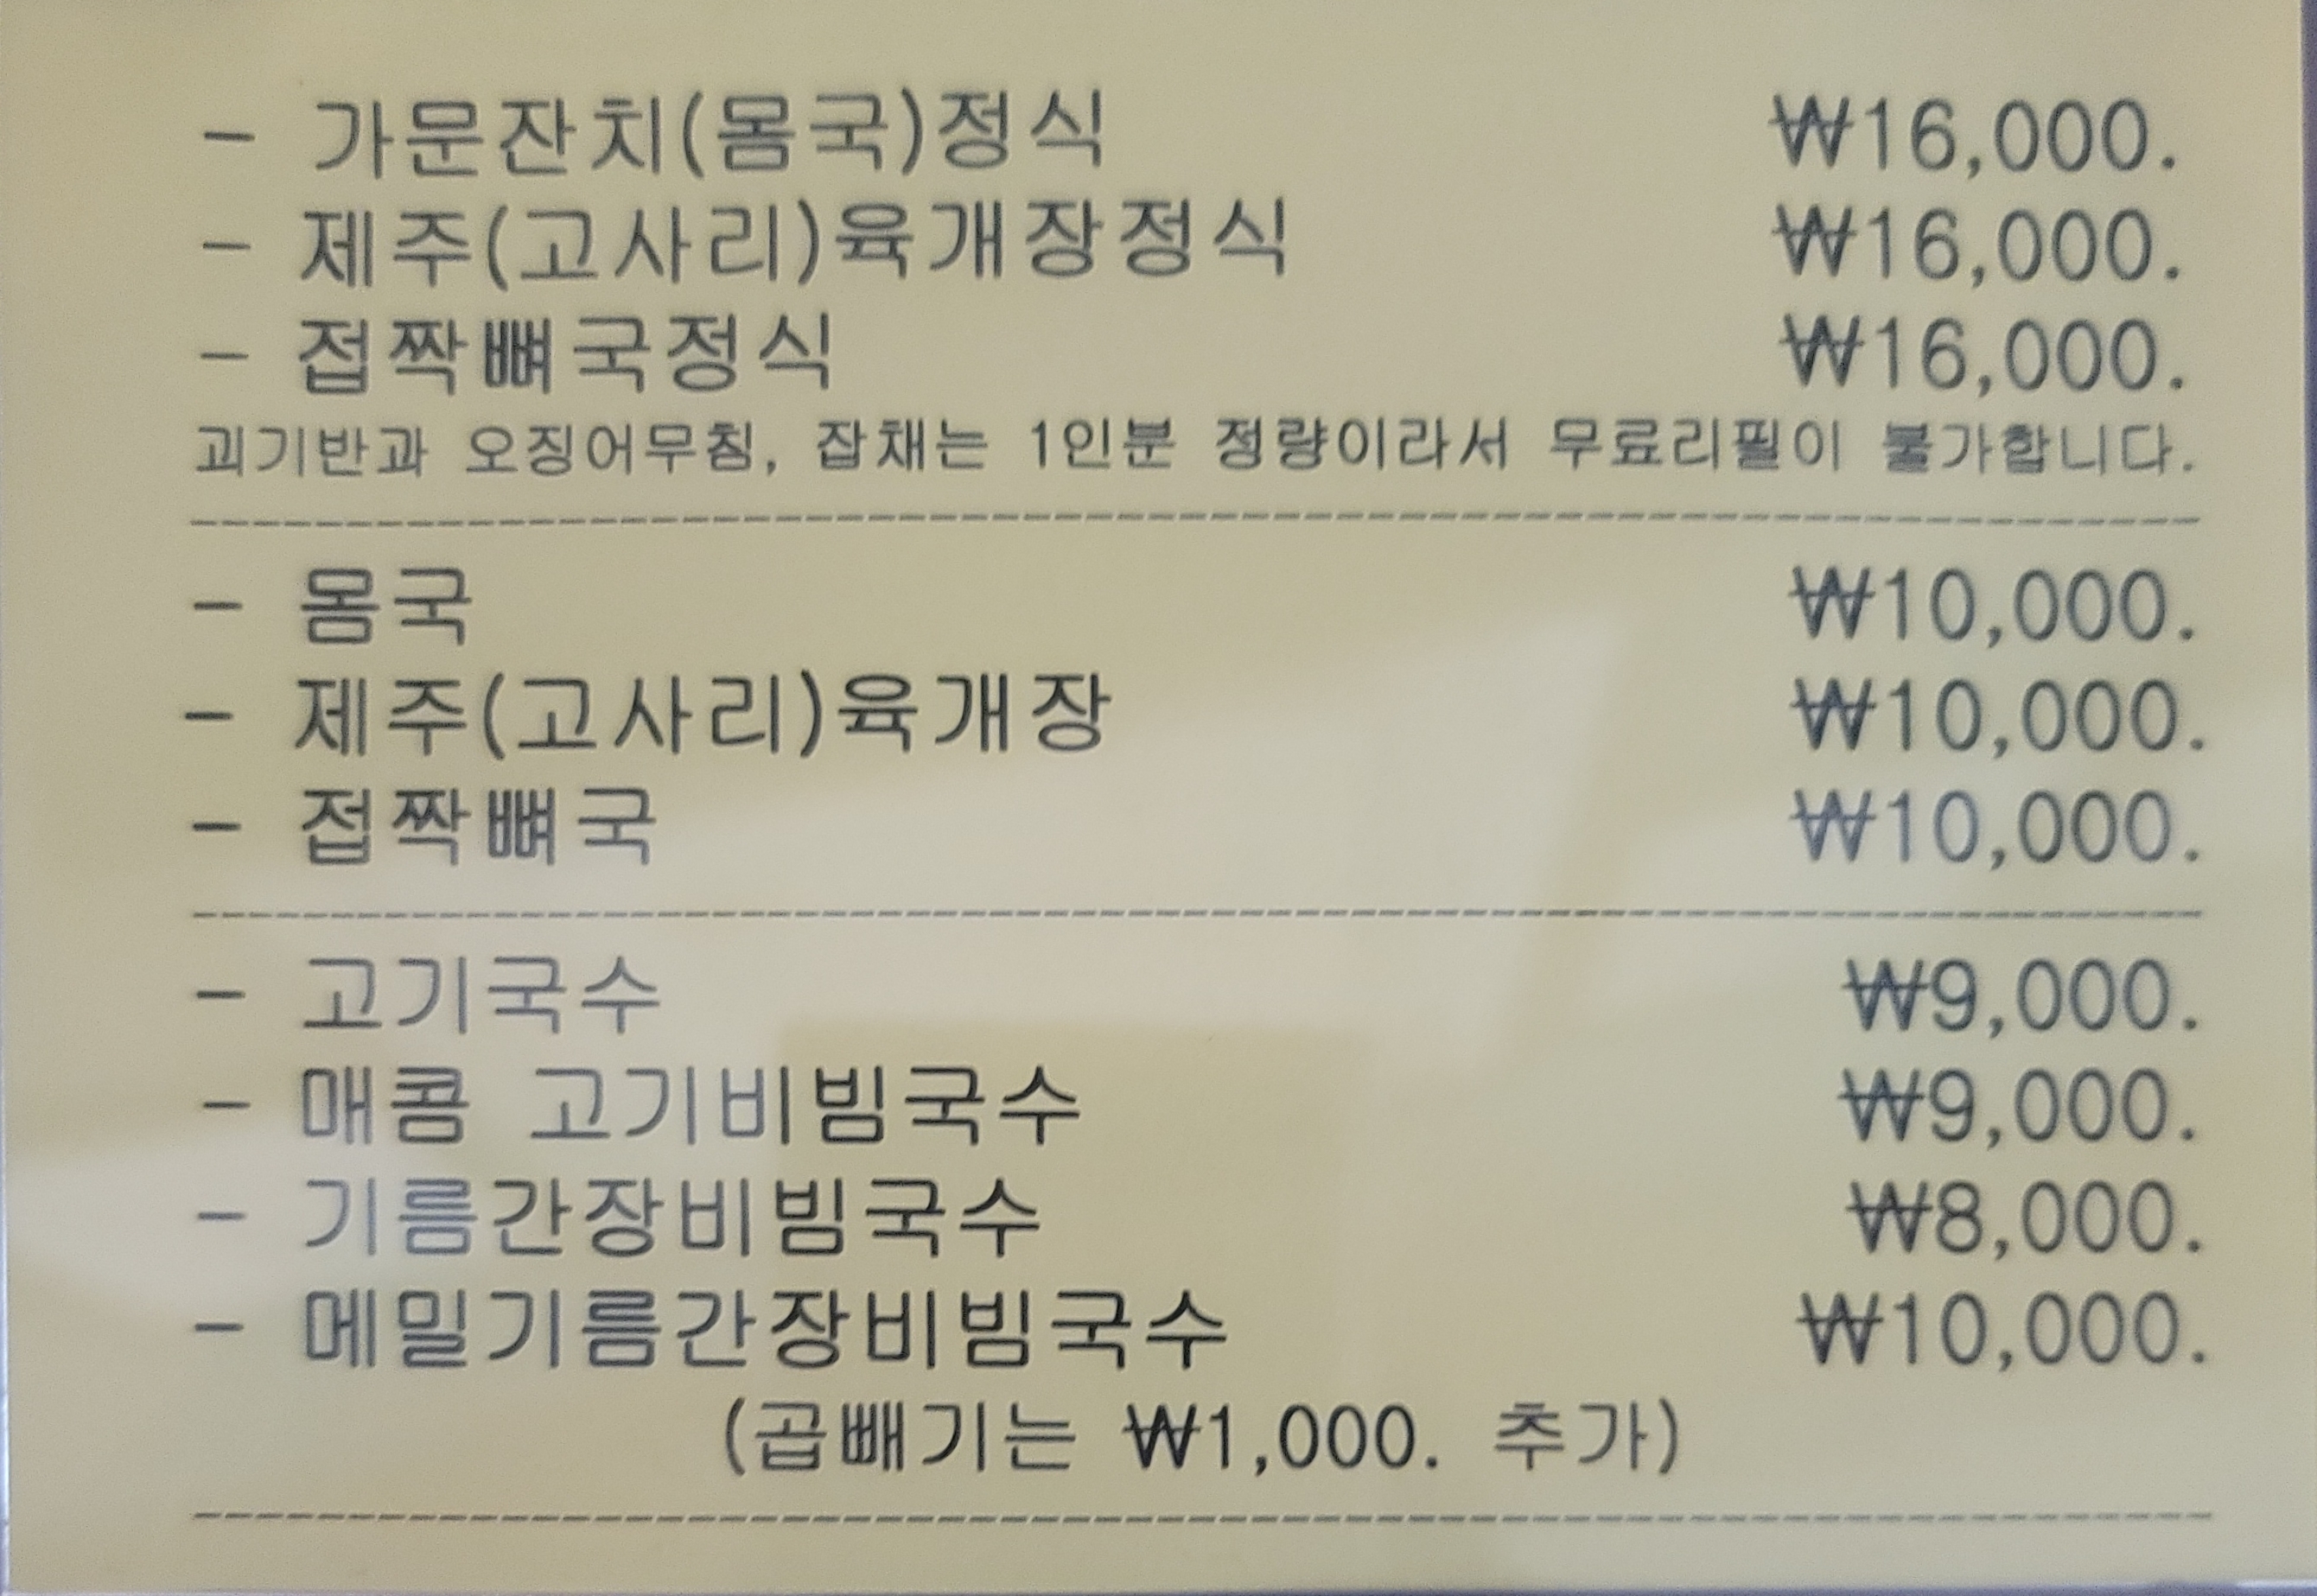 - 가문잔치(몸국)정식 ₩16,000.
- 제주(고사리)육개장정식 ₩16,000.
- 접짝뼈국정식 ₩16,000.
괴기반과 오징어무침, 잡채는 1인분 정량이라서 무료리필이 불가합니다.
- 몸국 ₩10,000.
- 제주(고사리)육개장 ₩10,000.
- 접짝뼈국 ₩10,000.
- 고기국수 ₩9,000.
- 매콤 고기비빔국수 ₩9,000.
- 기름간장비빔국수 ₩8,000.
- 메밀기름간장비빔국수 ₩10,000.
(곱빼기는 ₩1,000. 추가)